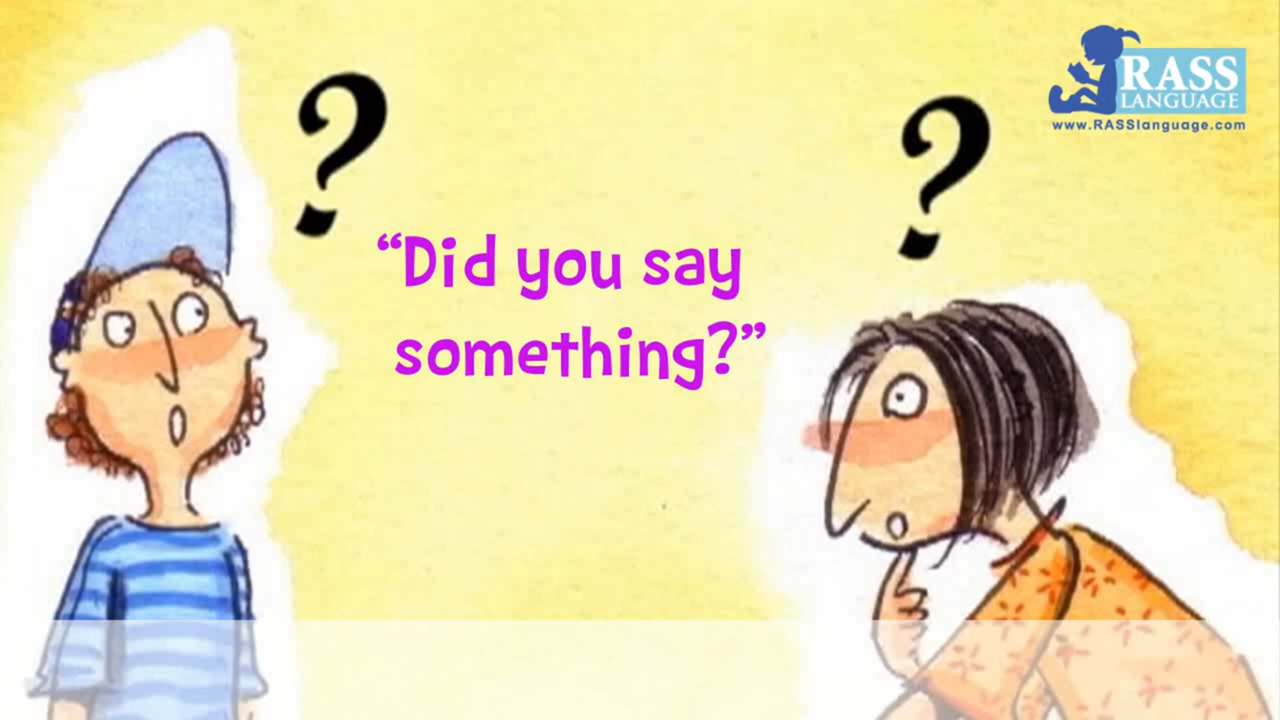 RASS
LANGUAGE
www.RASSlanguage.com
?
?
“Did you say
something?”